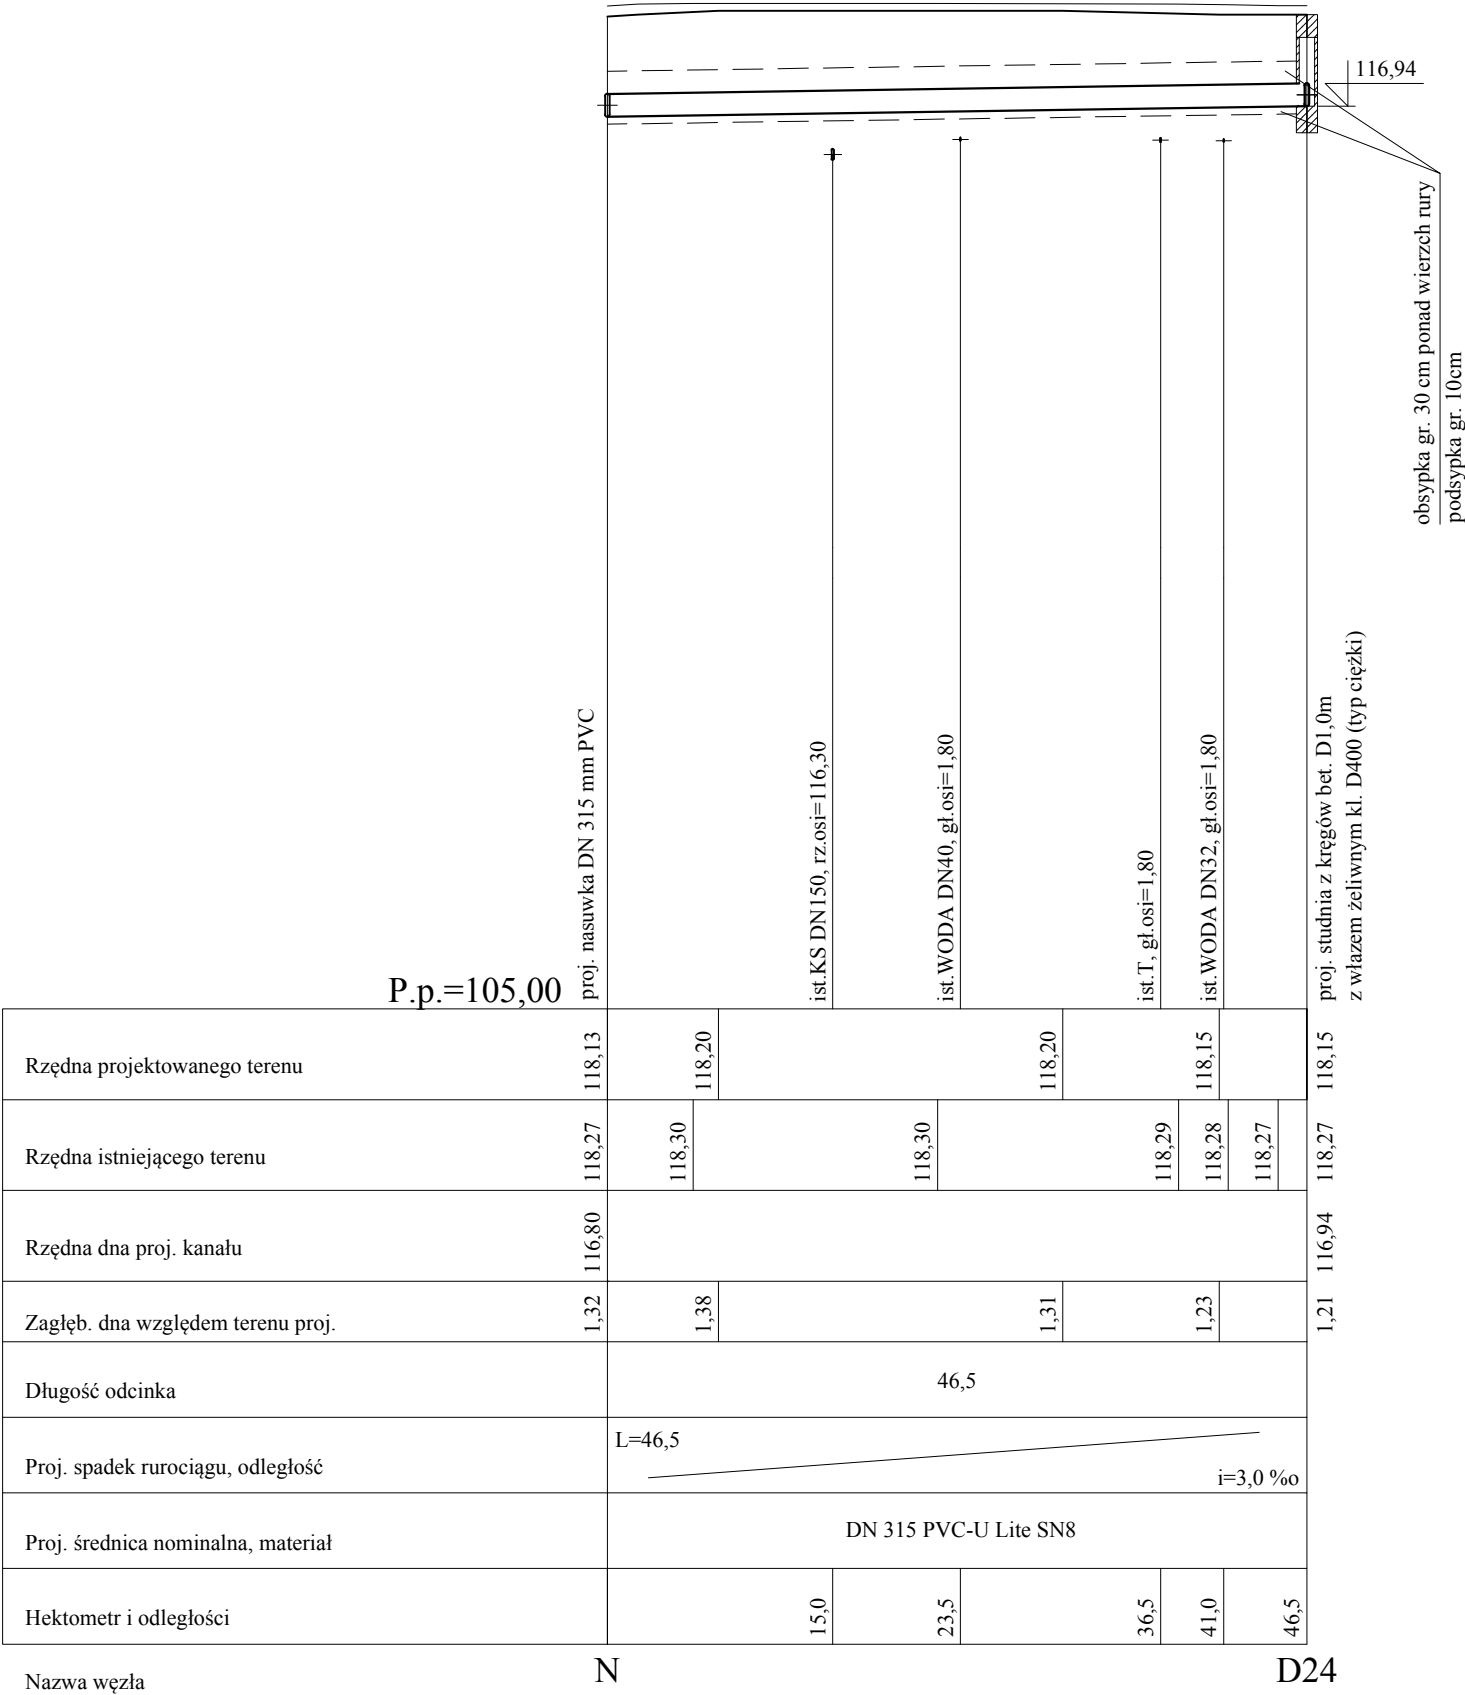 116,94
obsypka gr. 30 cm ponad wierzch rury
podsypka gr. 10cm
proj. nasuwka DN 315 mm PVC
ist.KS DN150, rz.osi=116,30
ist.WODA DN40, gł.osi=1,80
ist.T, gł.osi=1,80
ist.WODA DN32, gł.osi=1,80
proj. studnia z kręgów bet. D1,0m
z włazem żeliwnym kl. D400 (typ ciężki)
P.p.=105,00
Rzędna projektowanego terenu 118,13 118,20 118,20 118,15 118,15
Rzędna istniejącego terenu 118,27 118,30 118,30 118,29 118,28 118,27 118,27
Rzędna dna proj. kanału 116,80 116,94
Zagłęb. dna względem terenu proj. 1,32 1,38 1,31 1,23 1,21
Długość odcinka 46,5
Proj. spadek rurociągu, odległość L=46,5 i=3,0 %o
Proj. średnica nominalna, materiał DN 315 PVC-U Lite SN8
Hektometr i odległości 15,0 23,5 36,5 41,0 46,5
Nazwa węzła N D24